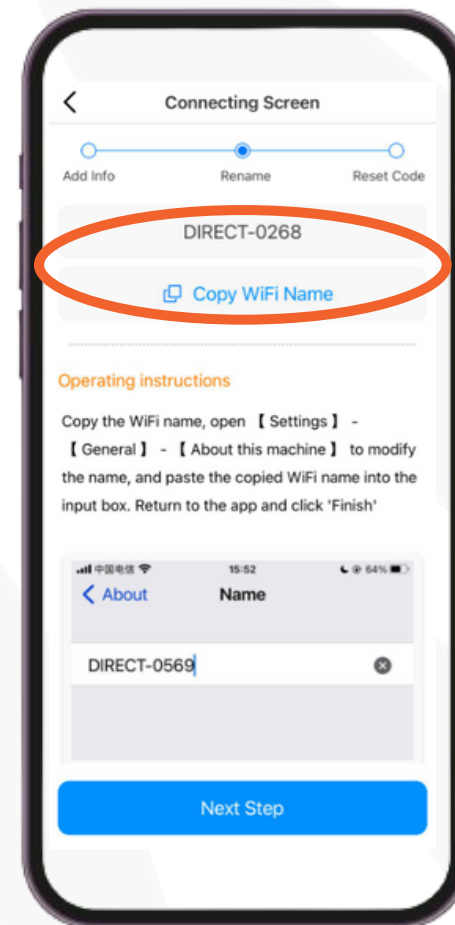 Connecting Screen
Add Info Rename Reset Code
DIRECT-0268
Copy WiFi Name
Operating instructions
Copy the WiFi name, open 【 Settings 】 -
【 General 】 - 【 About this machine 】 to modify
the name, and paste the copied WiFi name into the
input box. Return to the app and click 'Finish'
中国电信 15:52 64%
About Name
DIRECT-0569
Next Step